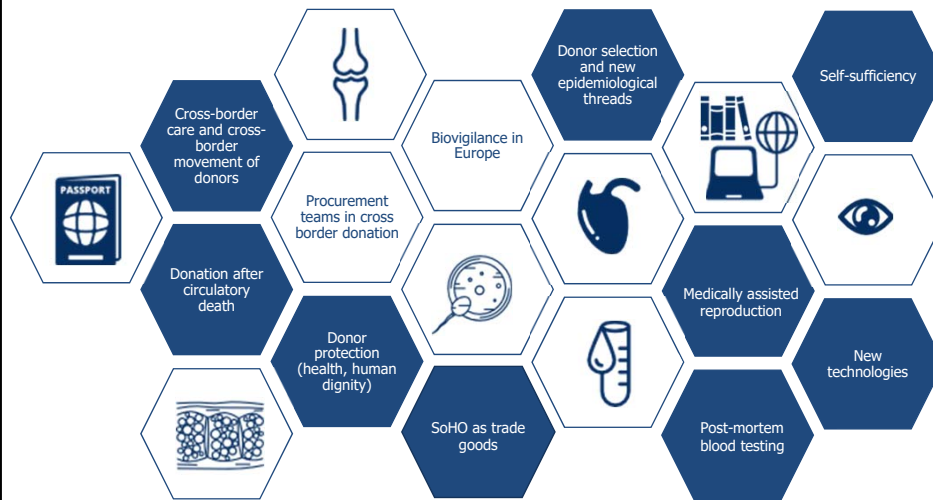 Donor selection
and new
epidemiological
threads
Self-sufficiency
Cross-border
care and cross-
border
movement of
donors
Biovigilance in
Europe
PASSPORT
Procurement
teams in cross
border donation
Donation after
circulatory
death
Medically assisted
reproduction
Donor
protection
(health, human
dignity)
New
technologies
SoHO as trade
goods
Post-mortem
blood testing